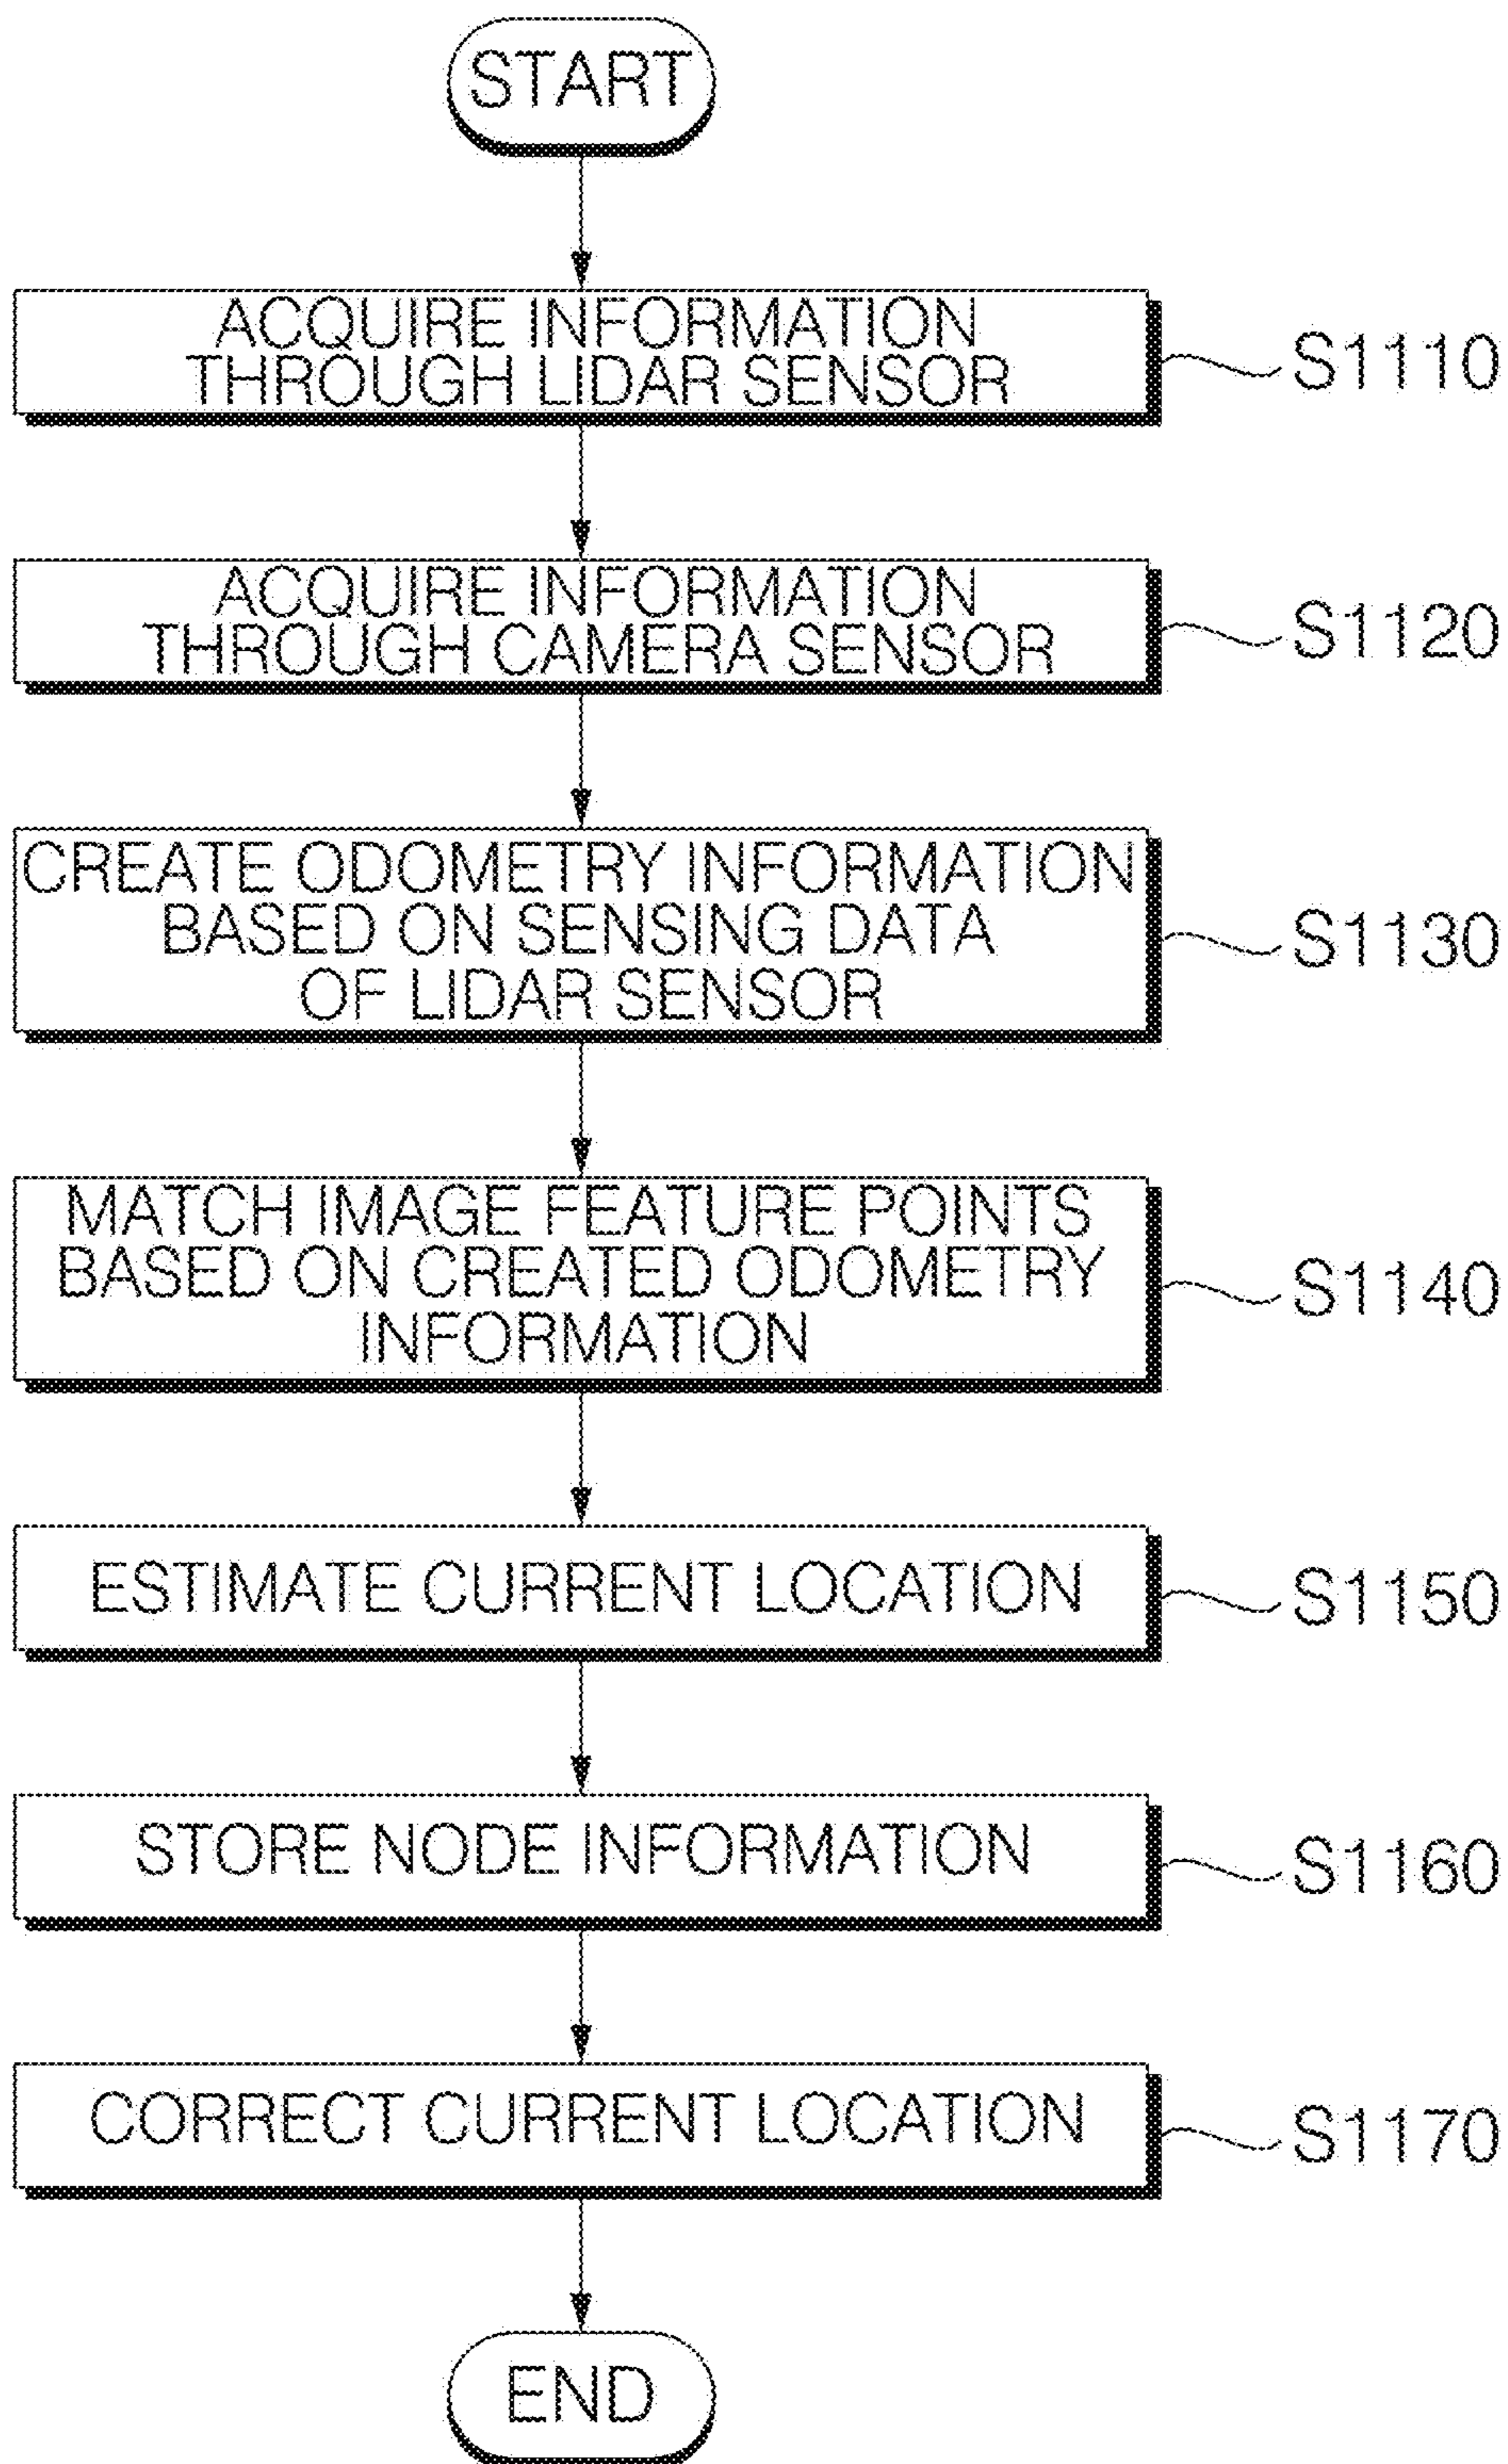 START
ACQUIRE INFORMATION
THROUGH LIDAR SENSOR
S1110
ACQUIRE INFORMATION
THROUGH CAMERA SENSOR
S1120
CREATE ODOMETRY INFORMATION
BASED ON SENSING DATA
OF LIDAR SENSOR
S1130
MATCH IMAGE FEATURE POINTS
BASED ON CREATED ODOMETRY
INFORMATION
S1140
ESTIMATE CURRENT LOCATION
S1150
STORE NODE INFORMATION
S1160
CORRECT CURRENT LOCATION
S1170
END